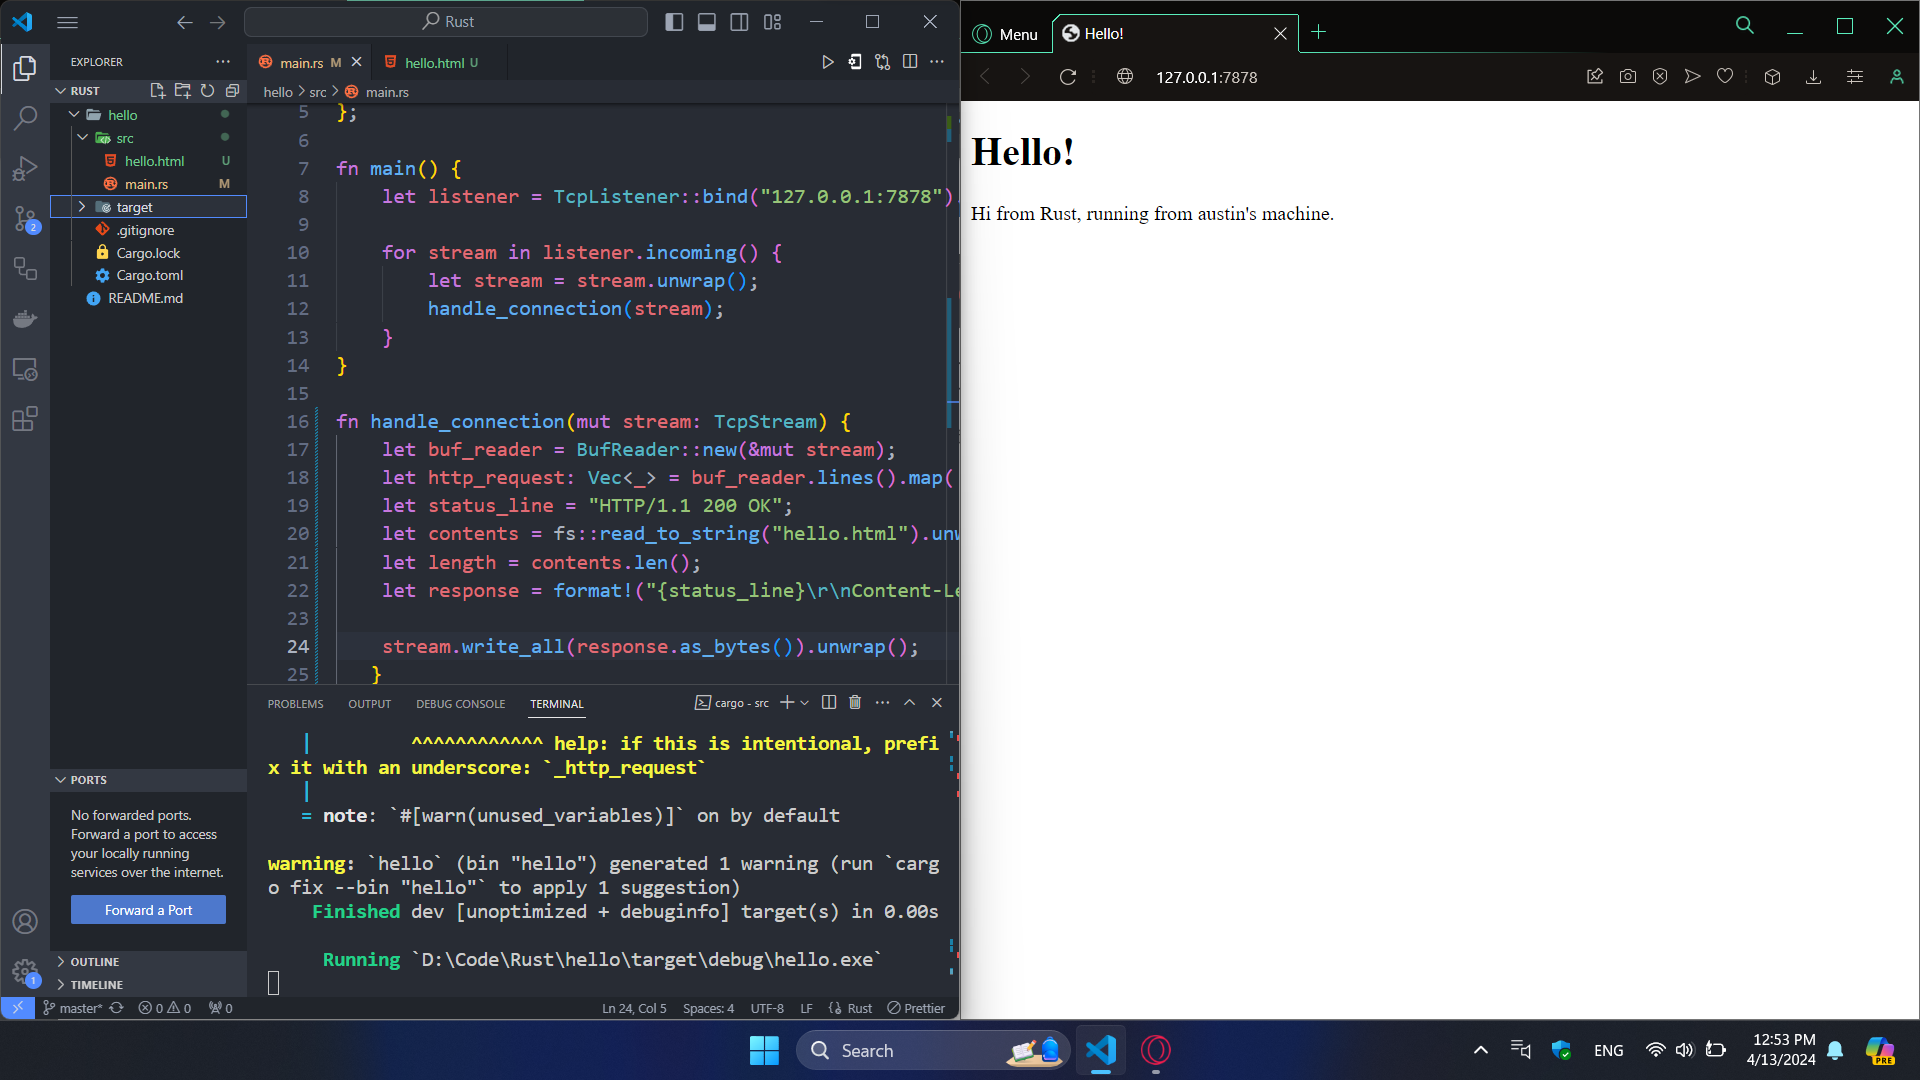 Rust
EXPLORER
RUST
hello
src
hello.html U
main.rs M
target
.gitignore
Cargo.lock
Cargo.toml
README.md
PORTS
No forwarded ports.
Forward a port to access
your locally running
services over the internet.
Forward a Port
OUTLINE
TIMELINE
main.rs M
hello.html U
hello > src > main.rs
5 };
6
7 fn main() {
8 let listener = TcpListener::bind("127.0.0.1:7878")
9
10 for stream in listener.incoming() {
11 let stream = stream.unwrap();
12 handle_connection(stream);
13 }
14 }
15
16 fn handle_connection(mut stream: TcpStream) {
17 let buf_reader = BufReader::new(&mut stream);
18 let http_request: Vec<_> = buf_reader.lines().map(
19 let status_line = "HTTP/1.1 200 OK";
20 let contents = fs::read_to_string("hello.html").unw
21 let length = contents.len();
22 let response = format!("{status_line}\r\nContent-Le
23
24 stream.write_all(response.as_bytes()).unwrap();
25 }
PROBLEMS OUTPUT DEBUG CONSOLE TERMINAL cargo - src
| ^^^^^^^^^^^^ help: if this is intentional, prefi
x it with an underscore: `_http_request`
|
= note: `#[warn(unused_variables)]` on by default
warning: `hello` (bin "hello") generated 1 warning (run `carg
o fix --bin "hello"` to apply 1 suggestion)
Finished dev [unoptimized + debuginfo] target(s) in 0.00s
Running `D:\Code\Rust\hello\target\debug\hello.exe`
2
1
master* 0 0 0 Ln 24, Col 5 Spaces: 4 UTF-8 LF {} Rust Prettier
Menu
Hello!
127.0.0.1:7878
Hello!
Hi from Rust, running from austin's machine.
Search
ENG
12:53 PM
4/13/2024
PRE